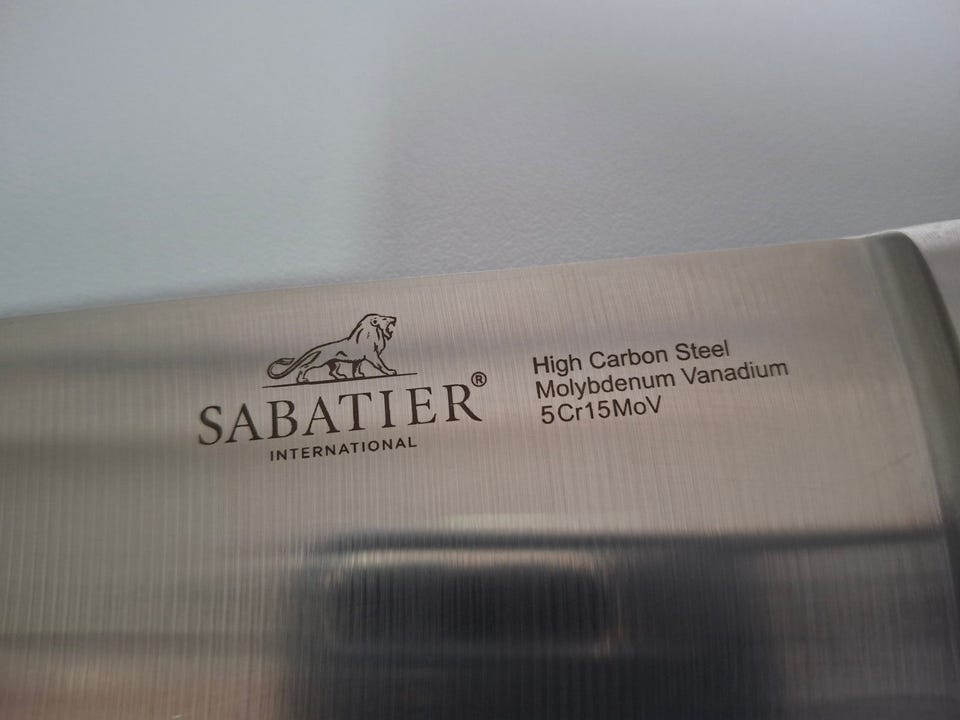 SABATIER®
INTERNATIONAL
High Carbon Steel
Molybdenum Vanadium
5Cr15MoV